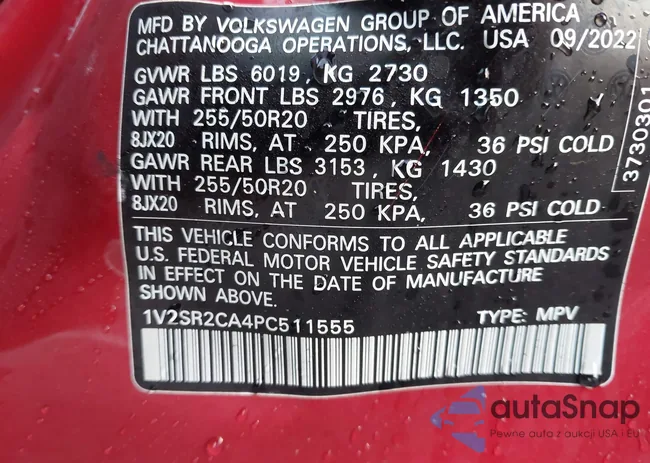 MFD BY VOLKSWAGEN GROUP OF AMERICA
CHATTANOOGA OPERATIONS, LLC. USA 09/2022
GVWR LBS 6019, KG 2730
GAWR FRONT LBS 2976, KG 1350
WITH 255/50R20 TIRES,
8JX20 RIMS, AT 250 KPA, 36 PSI COLD
GAWR REAR LBS 3153, KG 1430
WITH 255/50R20 TIRES,
8JX20 RIMS, AT 250 KPA, 36 PSI COLD
THIS VEHICLE CONFORMS TO ALL APPLICABLE
U.S. FEDERAL MOTOR VEHICLE SAFETY STANDARDS
IN EFFECT ON THE DATE OF MANUFACTURE
SHOWN ABOVE.
1V2SR2CA4PC511555 TYPE: MPV
3730301
autoSnap
Pewne auta z aukcji USA i EU